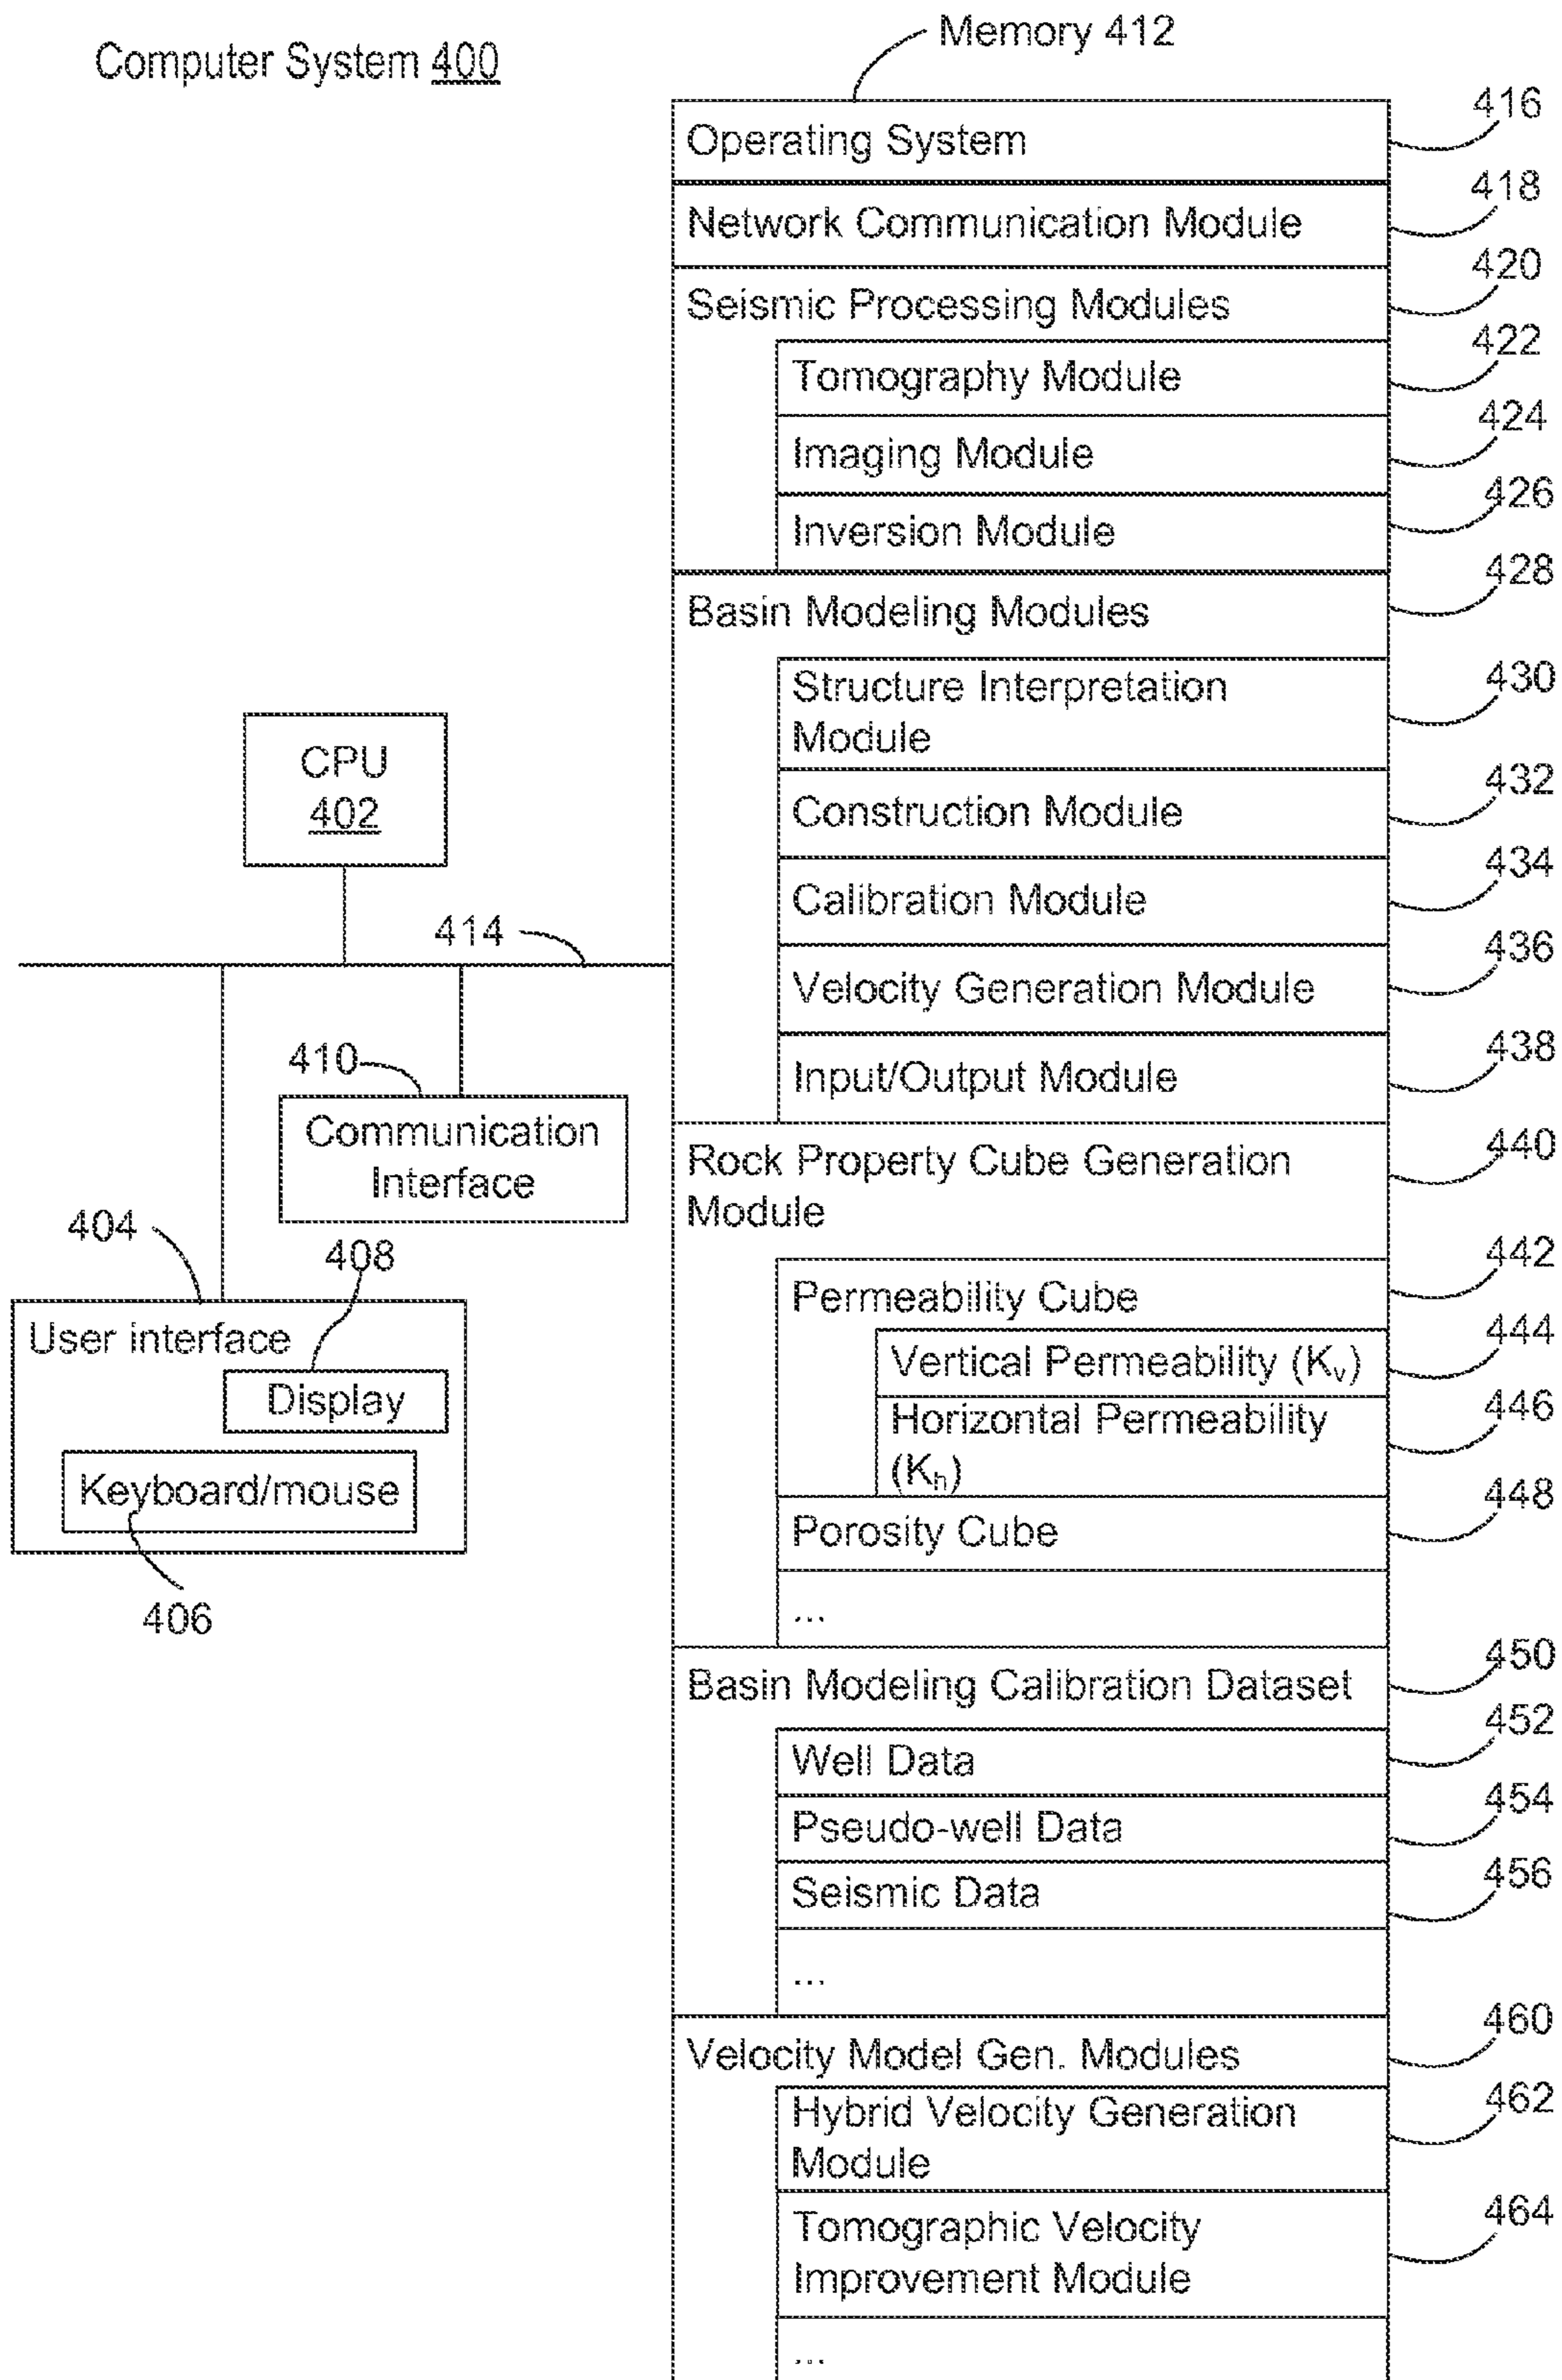 Computer System 400
Memory 412
Operating System
416
Network Communication Module
418
Seismic Processing Modules
420
Tomography Module
422
Imaging Module
424
Inversion Module
426
Basin Modeling Modules
428
Structure Interpretation
Module
430
Construction Module
432
Calibration Module
434
Velocity Generation Module
436
Input/Output Module
438
Rock Property Cube Generation
Module
440
Permeability Cube
442
Vertical Permeability (Kv)
444
Horizontal Permeability
(Kh)
446
Porosity Cube
448
...
Basin Modeling Calibration Dataset
450
Well Data
452
Pseudo-well Data
454
Seismic Data
456
...
Velocity Model Gen. Modules
460
Hybrid Velocity Generation
Module
462
Tomographic Velocity
Improvement Module
464
...
CPU
402
414
410
Communication
Interface
404
408
User interface
Display
Keyboard/mouse
406